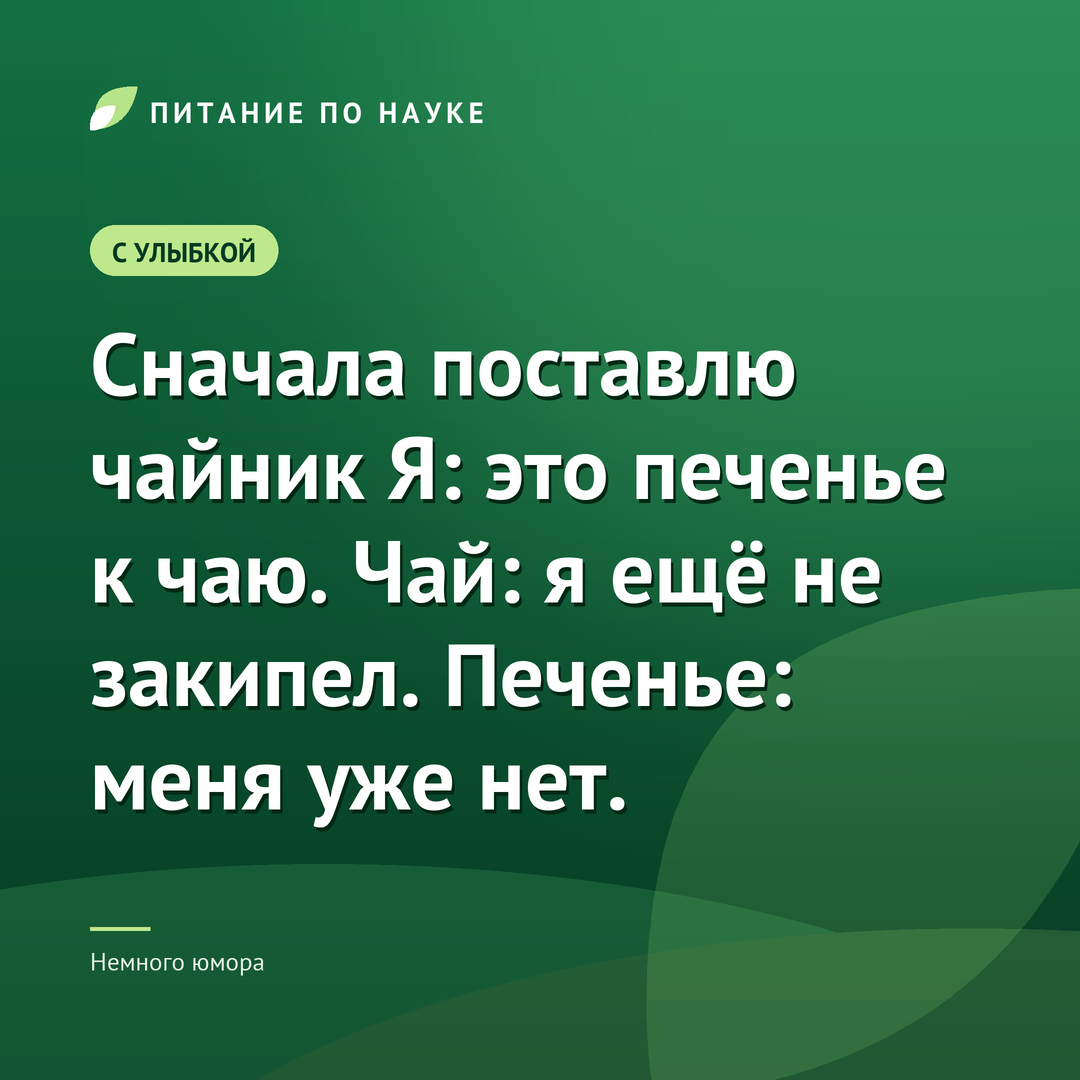 ПИТАНИЕ ПО НАУКЕ
С УЛЫБКОЙ
Сначала поставлю
чайник Я: это печенье
к чаю. Чай: я ещё не
закипел. Печенье:
меня уже нет.
Немного юмора